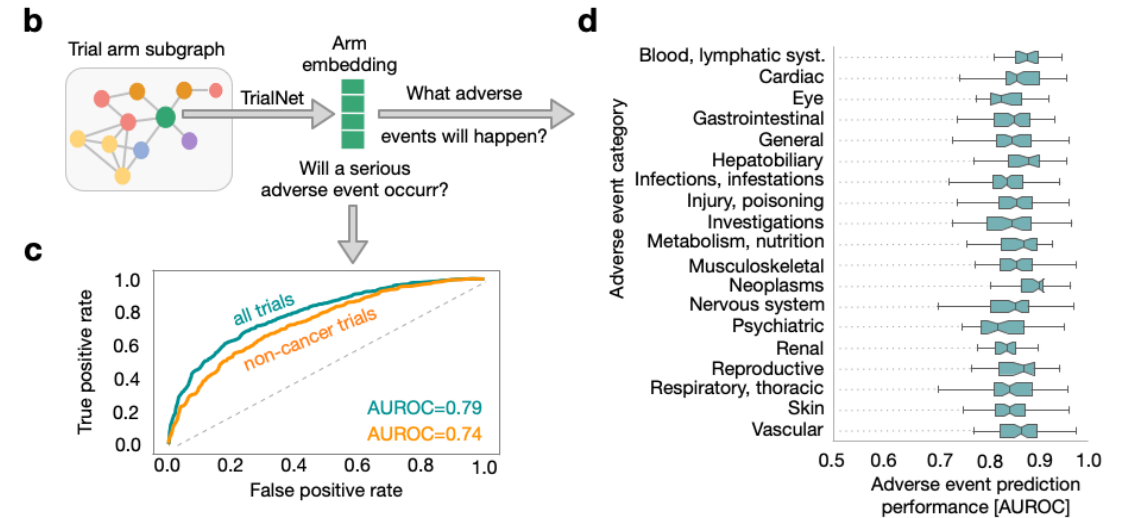 b
Trial arm subgraph
TrialNet
Arm
embedding
What adverse
events will happen?
Will a serious
adverse event occurr?
c
True positive rate
1.0
0.8
0.6
0.4
0.2
0.0
all trials
non-cancer trials
AUROC=0.79
AUROC=0.74
0.0 0.2 0.4 0.6 0.8 1.0
False positive rate
d
Adverse event category
Blood, lymphatic syst.
Cardiac
Eye
Gastrointestinal
General
Hepatobiliary
Infections, infestations
Injury, poisoning
Investigations
Metabolism, nutrition
Musculoskeletal
Neoplasms
Nervous system
Psychiatric
Renal
Reproductive
Respiratory, thoracic
Skin
Vascular
0.5 0.6 0.7 0.8 0.9 1.0
Adverse event prediction
performance [AUROC]